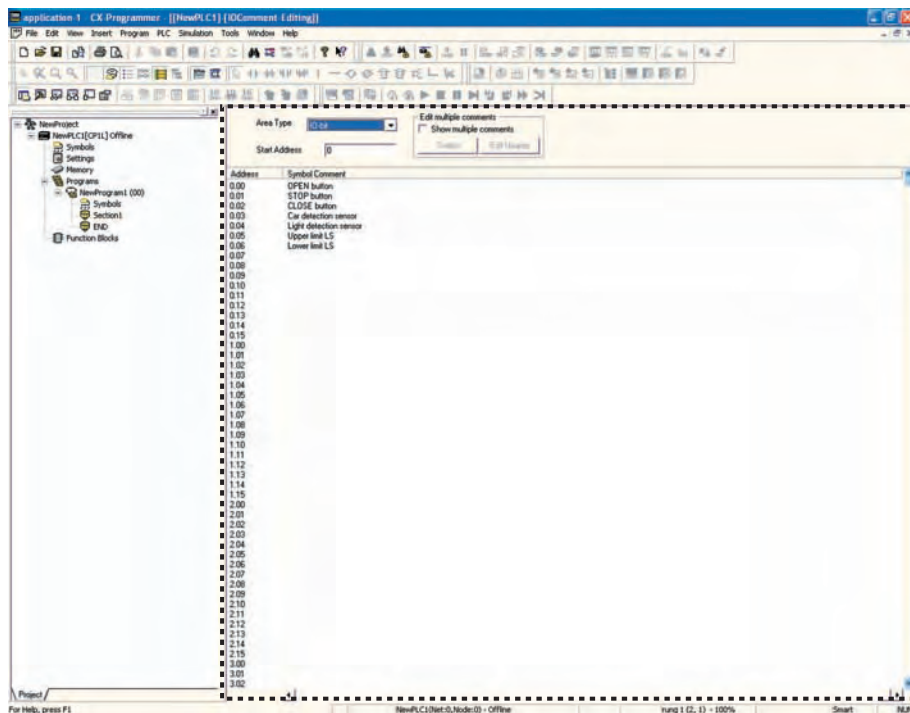 application-1 - CX-Programmer - [[NewPLC1] [IOComment Editing]]
File Edit View Insert Program PLC Simulation Tools Window Help
NewProject
NewPLC1[CP1L] Offline
Symbols
Settings
Memory
Programs
NewProgram1 (00)
Symbols
Section1
END
Function Blocks
Project
Area Type
Start Address 0
Edit multiple comments
Show multiple comments
Address Symbol Comment
0.00 OPEN button
0.01 STOP button
0.02 CLOSE button
0.03 Car detection sensor
0.04 Light detection sensor
0.05 Upper limit LS
0.06 Lower limit LS
0.07
0.08
0.09
0.10
0.11
0.12
0.13
0.14
0.15
1.00
1.01
1.02
1.03
1.04
1.05
1.06
1.07
1.08
1.09
1.10
1.11
1.12
1.13
1.14
1.15
2.00
2.01
2.02
2.03
2.04
2.05
2.06
2.07
2.08
2.09
2.10
2.11
2.12
2.13
2.14
2.15
3.00
3.01
3.02
For Help, press F1
NewPLC1(Net:0,Node:0) - Offline
rung 1 (2, 1) - 100%
Smart